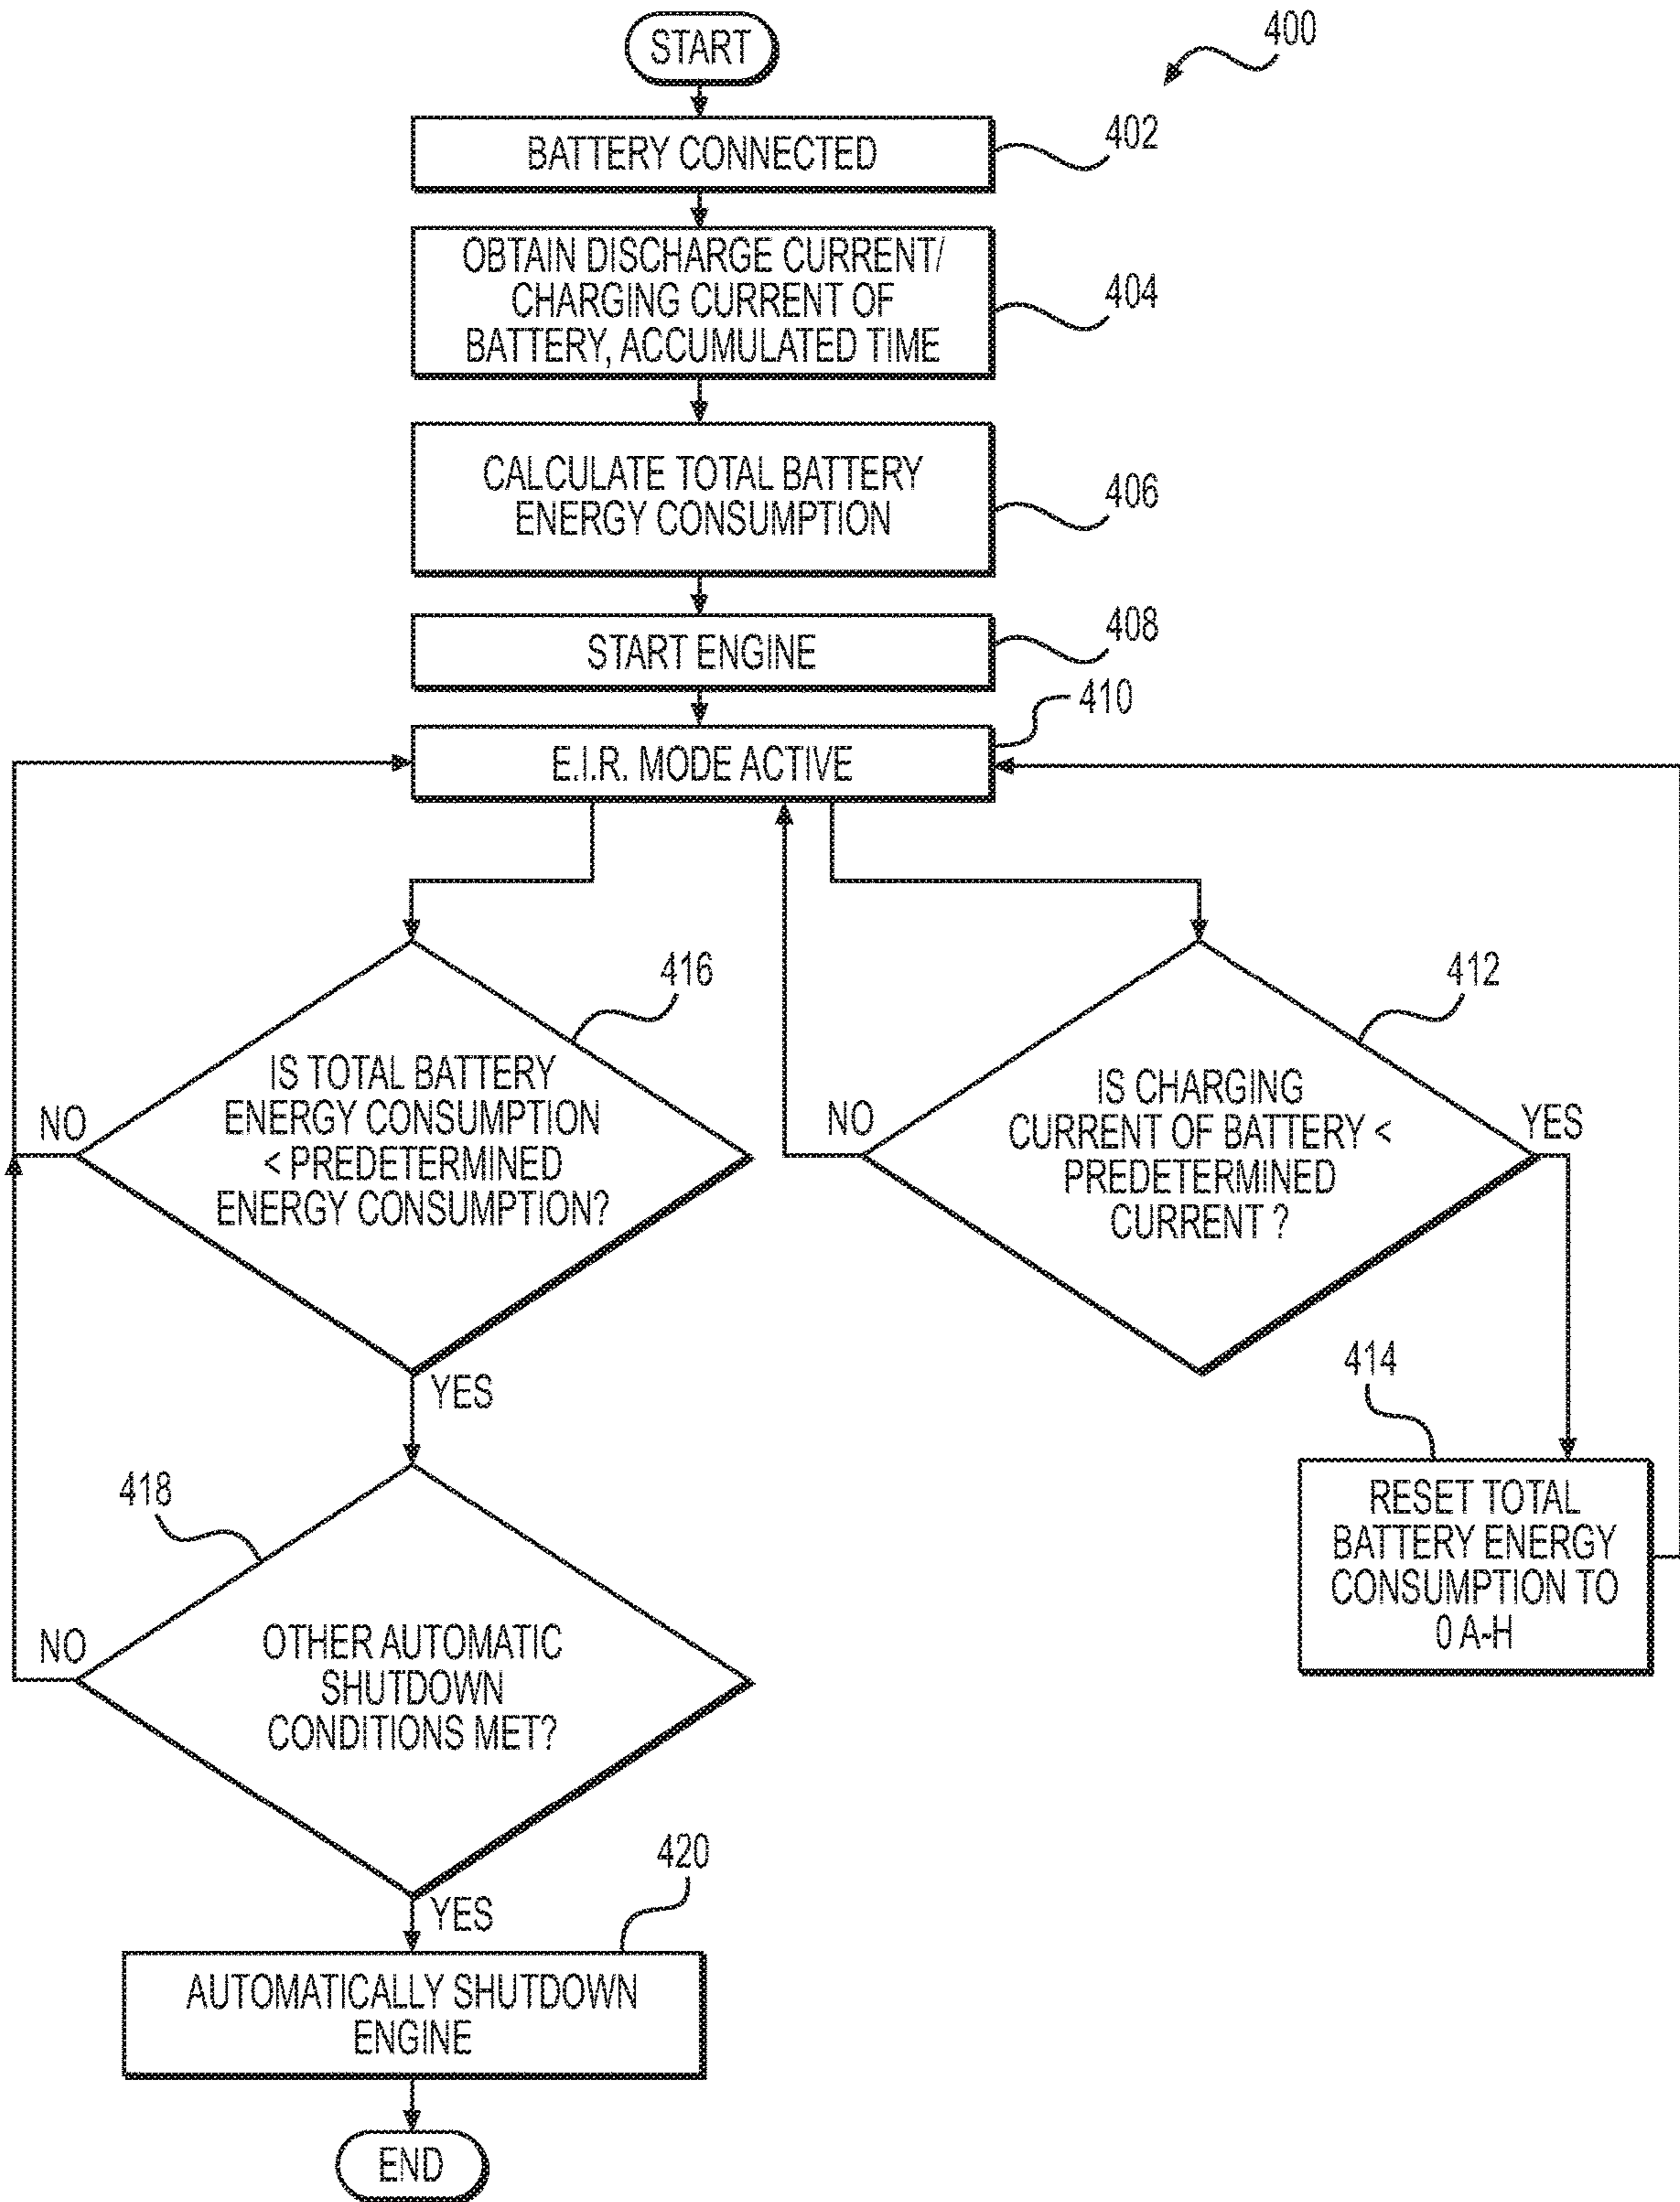 START
400
BATTERY CONNECTED
402
OBTAIN DISCHARGE CURRENT/
CHARGING CURRENT OF
BATTERY, ACCUMULATED TIME
404
CALCULATE TOTAL BATTERY
ENERGY CONSUMPTION
406
START ENGINE
408
E.I.R. MODE ACTIVE
410
416
IS TOTAL BATTERY
ENERGY CONSUMPTION
< PREDETERMINED
ENERGY CONSUMPTION?
NO
YES
412
IS CHARGING
CURRENT OF BATTERY <
PREDETERMINED
CURRENT ?
NO
YES
414
RESET TOTAL
BATTERY ENERGY
CONSUMPTION TO
0 A-H
418
OTHER AUTOMATIC
SHUTDOWN
CONDITIONS MET?
NO
YES
420
AUTOMATICALLY SHUTDOWN
ENGINE
END